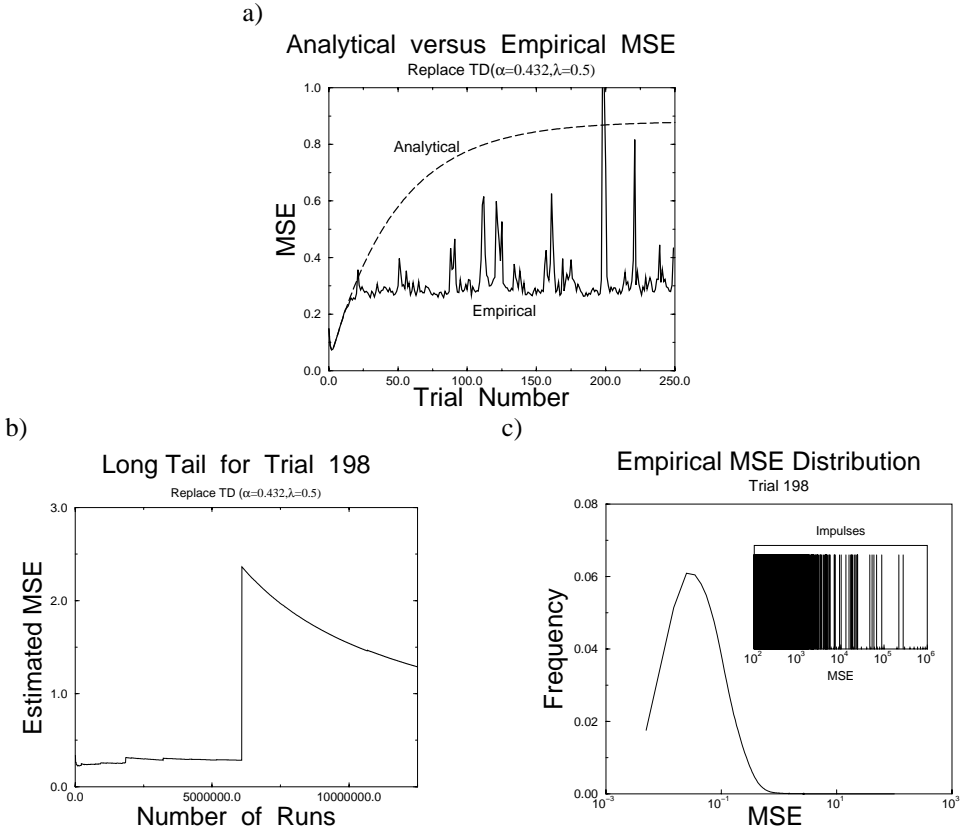 a)
Analytical versus Empirical MSE
Replace TD(α=0.432,λ=0.5)
1.0
0.8
0.6
0.4
0.2
0.0
MSE
Analytical
Empirical
0.0 50.0 100.0 150.0 200.0 250.0
Trial Number
b)
Long Tail for Trial 198
Replace TD (α=0.432,λ=0.5)
3.0
2.0
1.0
0.0
Estimated MSE
0.0 5000000.0 10000000.0
Number of Runs
c)
Empirical MSE Distribution
Trial 198
0.08
0.06
0.04
0.02
0.00
Frequency
Impulses
10² 10³ 10⁴ 10⁵ 10⁶
MSE
10⁻³ 10⁻¹ 10¹ 10³
MSE